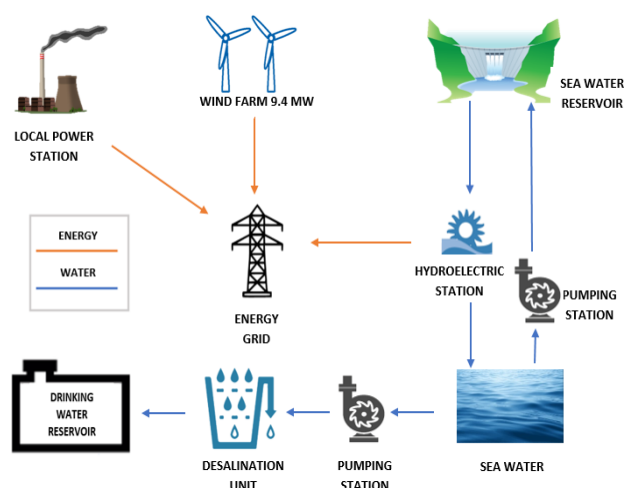 WIND FARM 9.4 MW
SEA WATER
RESERVOIR
LOCAL POWER
STATION
ENERGY
WATER
HYDROELECTRIC
STATION
PUMPING
STATION
ENERGY
GRID
DRINKING
WATER
RESERVOIR
DESALINATION
UNIT
PUMPING
STATION
SEA WATER